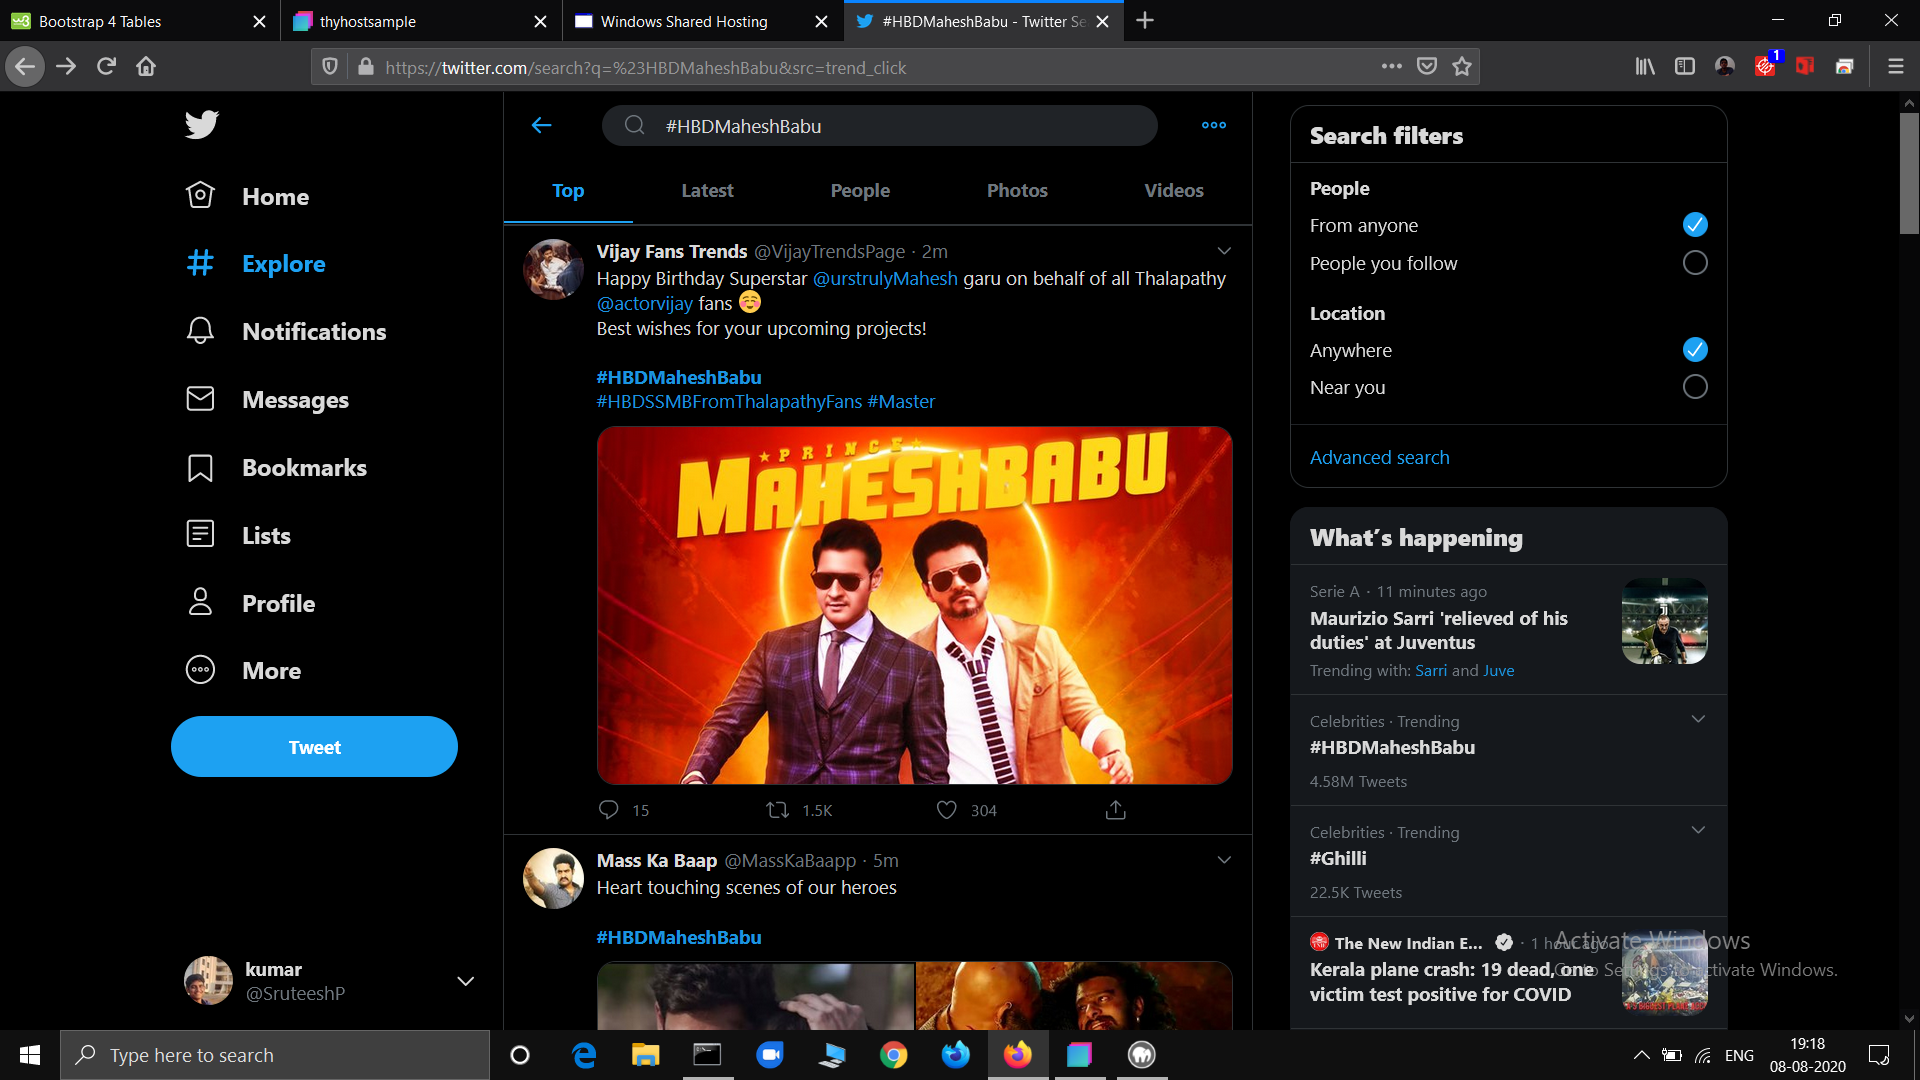 Bootstrap 4 Tables
thyhostsample
Windows Shared Hosting
#HBDMaheshBabu - Twitter Se
https://twitter.com/search?q=%23HBDMaheshBabu&src=trend_click
1
Home
Explore
Notifications
Messages
Bookmarks
Lists
Profile
More
Tweet
kumar
@SruteeshP
#HBDMaheshBabu
Top
Latest
People
Photos
Videos
Vijay Fans Trends @VijayTrendsPage · 2m
Happy Birthday Superstar @urstrulyMahesh garu on behalf of all Thalapathy
@actorvijay fans
Best wishes for your upcoming projects!
#HBDMaheshBabu
#HBDSSMBFromThalapathyFans #Master
PRINCE
MAHESHBABU
15
1.5K
304
Mass Ka Baap @MassKaBaapp · 5m
Heart touching scenes of our heroes
#HBDMaheshBabu
Search filters
People
From anyone
People you follow
Location
Anywhere
Near you
Advanced search
What's happening
Serie A · 11 minutes ago
Maurizio Sarri 'relieved of his
duties' at Juventus
Trending with: Sarri and Juve
Celebrities · Trending
#HBDMaheshBabu
4.58M Tweets
Celebrities · Trending
#Ghilli
22.5K Tweets
The New Indian E... · 1 hour ago
Kerala plane crash: 19 dead, one
victim test positive for COVID
Activate Windows
Go to Settings to activate Windows.
Type here to search
ENG
19:18
08-08-2020